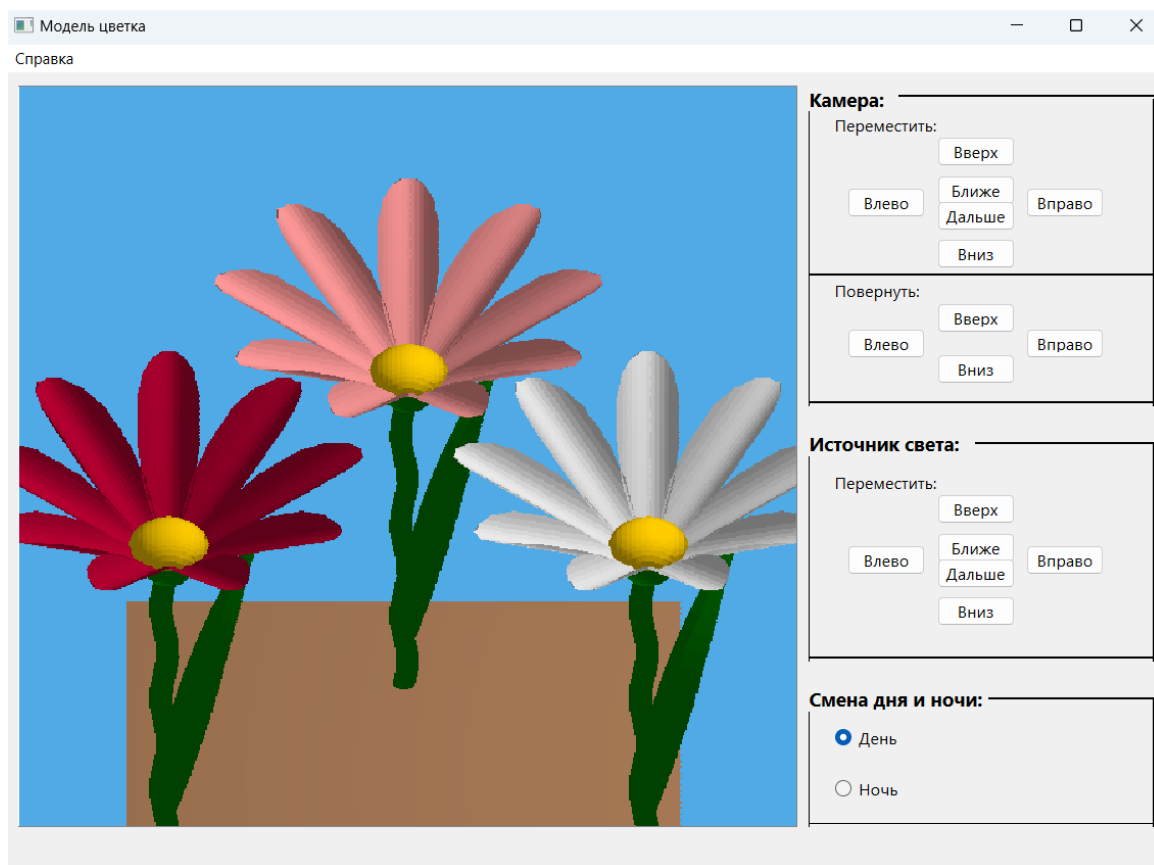 Модель цветка
Справка
Камера:
Переместить:
Вверх
Ближе
Влево
Вправо
Дальше
Вниз
Повернуть:
Вверх
Влево
Вправо
Вниз
Источник света:
Переместить:
Вверх
Ближе
Влево
Вправо
Дальше
Вниз
Смена дня и ночи:
День
Ночь